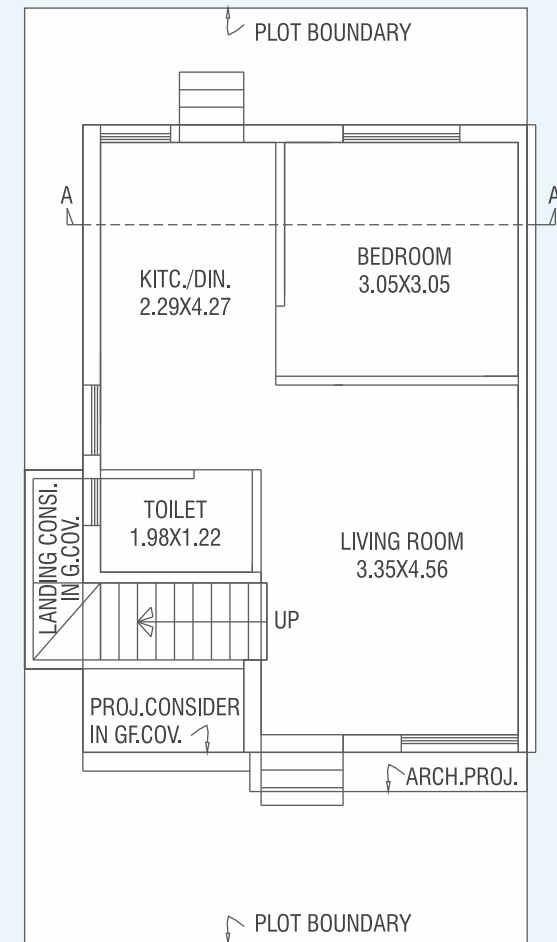 PLOT BOUNDARY
A
A
BEDROOM
3.05X3.05
KITC./DIN.
2.29X4.27
TOILET
1.98X1.22
LANDING CONSI.
IN G.COV.
LIVING ROOM
3.35X4.56
UP
PROJ.CONSIDER
IN GF.COV.
ARCH.PROJ.
PLOT BOUNDARY